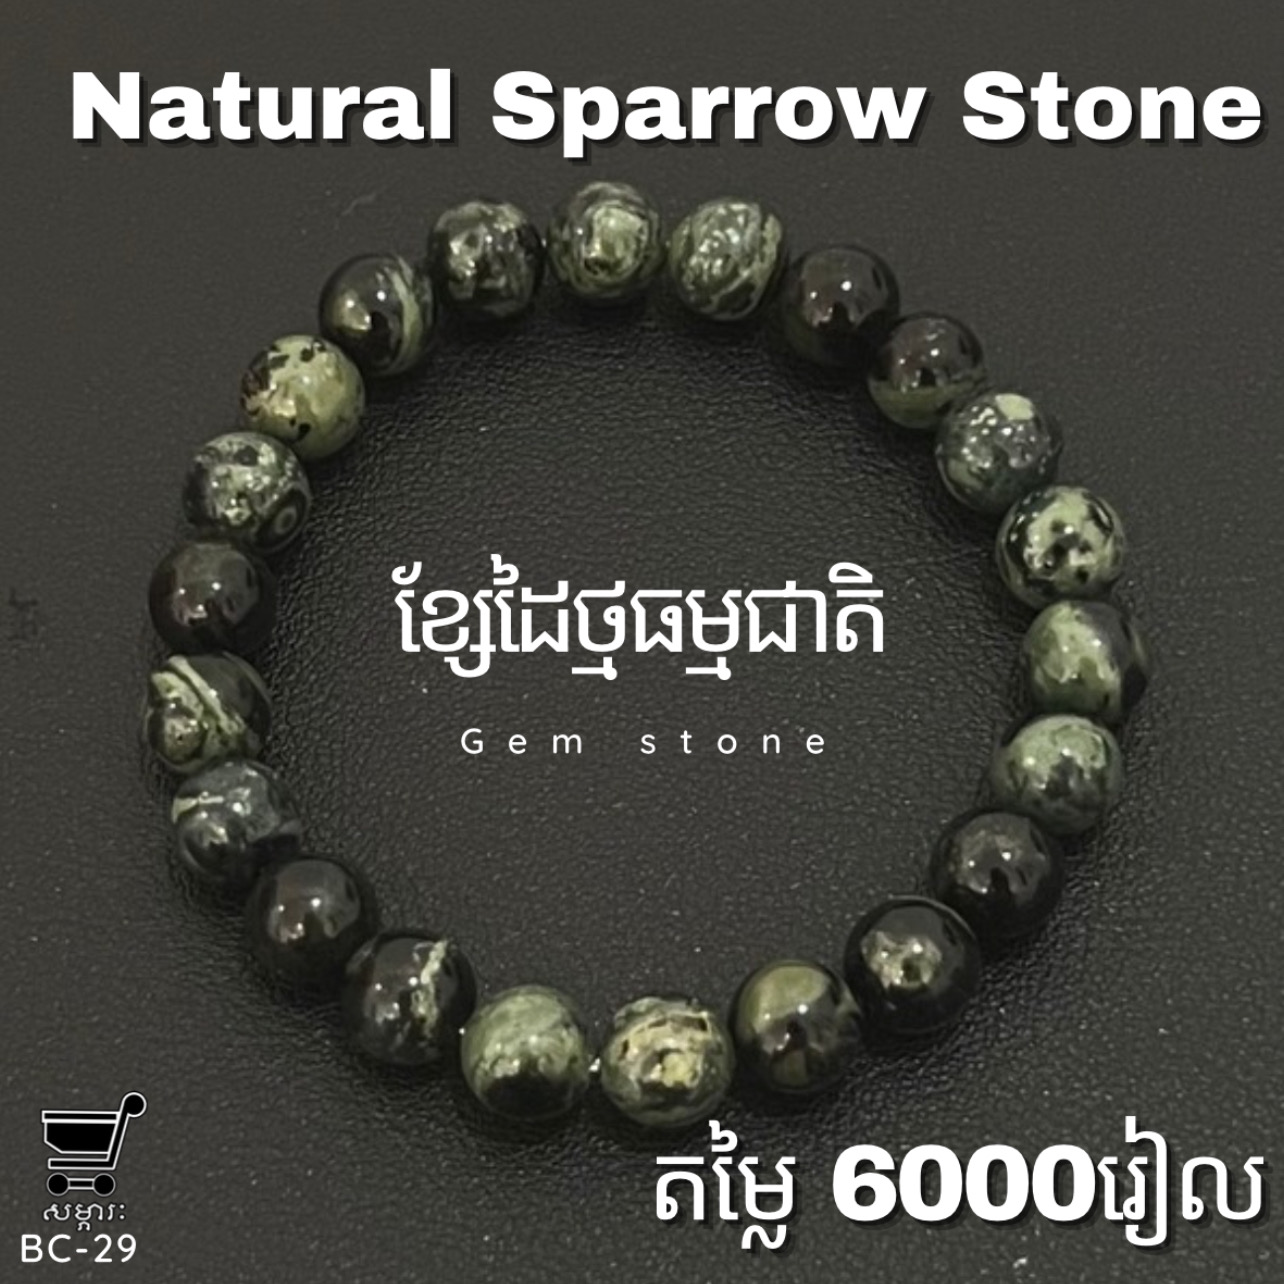 Natural Sparrow Stone
ខ្សែដៃថ្មធម្មជាតិ
Gem stone
តម្លៃ 6000រៀល
សម្ភារៈ
BC-29